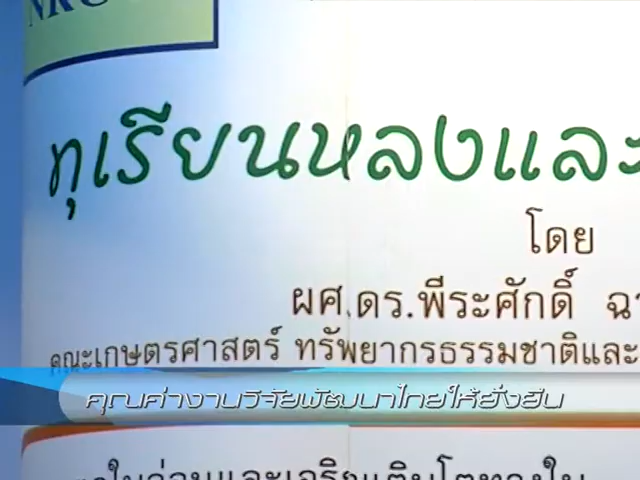 ทุเรียนหลงและ
โดย
ผศ.ดร.พีระศักดิ์ ฉา
คณะเกษตรศาสตร์ ทรัพยากรธรรมชาติและ
คุณค่างานวิจัยพัฒนาไทยให้ยั่งยืน